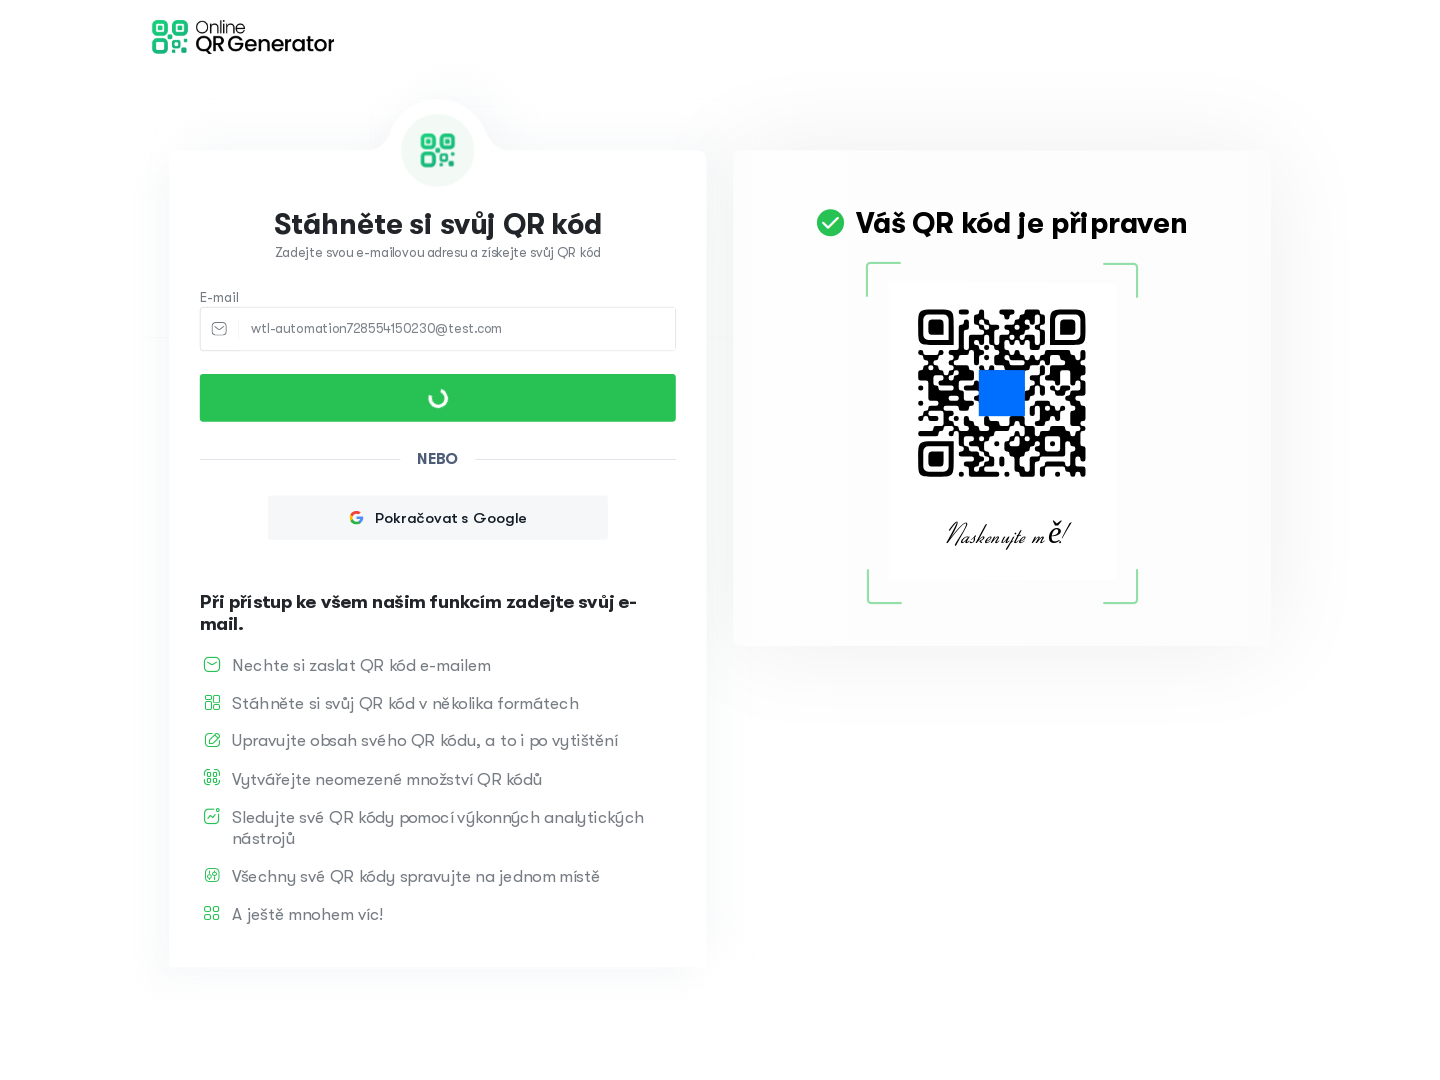 Online
QR Generator
Stáhněte si svůj QR kód
Zadejte svou e-mailovou adresu a získejte svůj QR kód
E-mail
wtl-automation728554150230@test.com
NEBO
Pokračovat s Google
Při přístup ke všem našim funkcím zadejte svůj e-
mail.
Nechte si zaslat QR kód e-mailem
Stáhněte si svůj QR kód v několika formátech
Upravujte obsah svého QR kódu, a to i po vytištění
Vytvářejte neomezené množství QR kódů
Sledujte své QR kódy pomocí výkonných analytických
nástrojů
Všechny své QR kódy spravujte na jednom místě
A ještě mnohem víc!
Váš QR kód je připraven
Naskenujte mě!